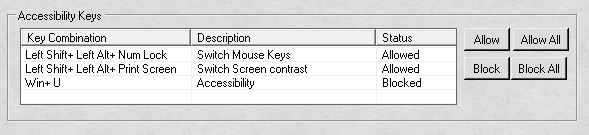 Accessibility Keys
Key Combination Description Status
Left Shift+ Left Alt+ Num Lock Switch Mouse Keys Allowed
Left Shift+ Left Alt+ Print Screen Switch Screen contrast Allowed
Win+ U Accessibility Blocked
Allow Allow All
Block Block All